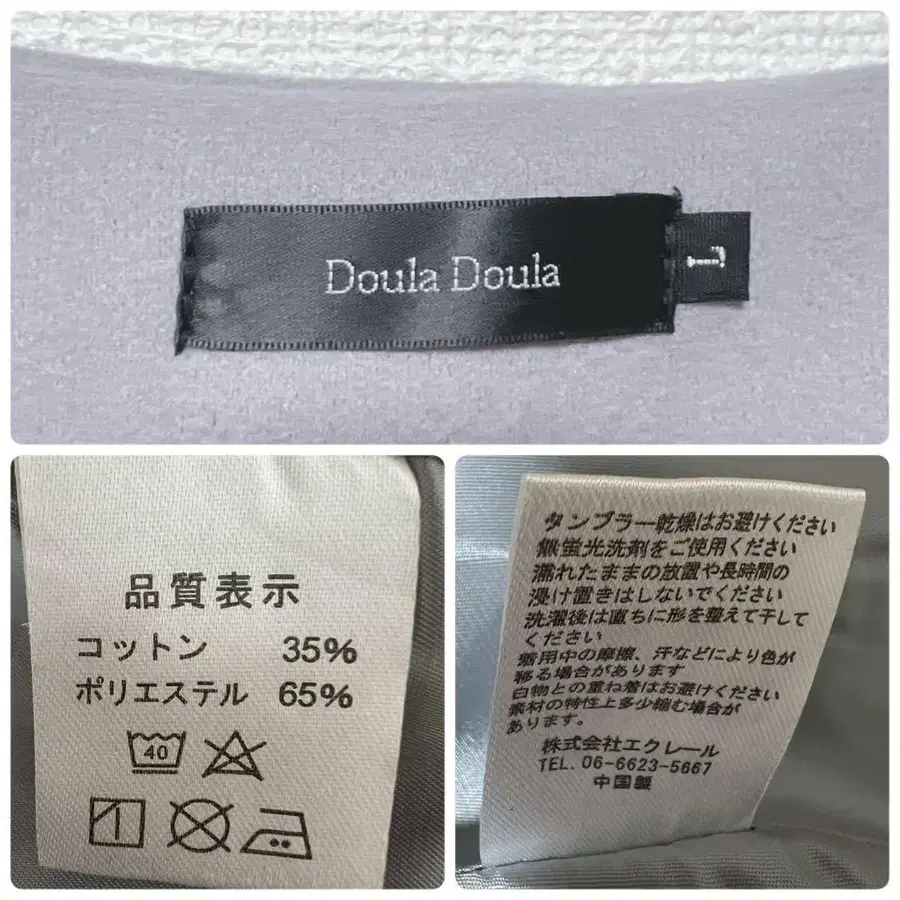 Doula Doula
L
品質表示
コットン 35%
ポリエステル 65%
40
タンブラー乾燥はお避けください
無蛍光洗剤をご使用ください
濡れたままの放置や長時間の
浸け置きはしないでください
洗濯後は直ちに形を整えて干して
ください
着用中の摩擦、汗などにより色が
移る場合があります
白物との重ね着はお避けください
素材の特性上多少縮む場合が
あります。
株式会社エクレール
TEL. 06-6623-5667
中国製